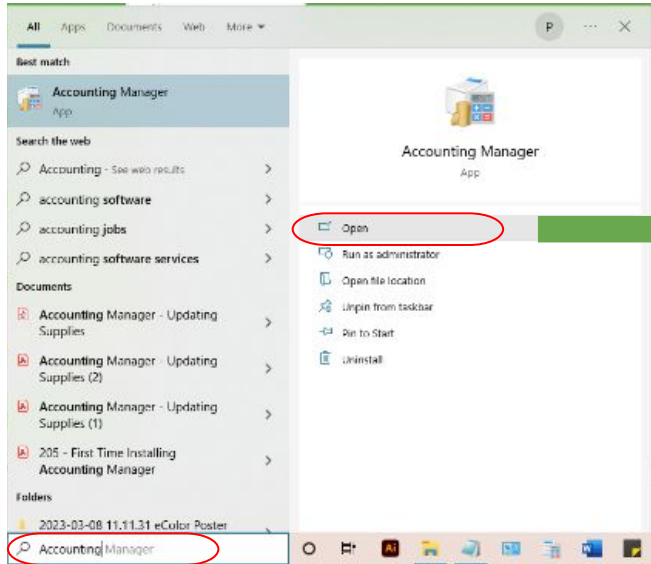 All Apps Documents Web More
P
Best match
Accounting Manager
App
Search the web
Accounting - See web results
accounting software
accounting jobs
accounting software services
Documents
Accounting Manager - Updating
Supplies
Accounting Manager - Updating
Supplies (2)
Accounting Manager - Updating
Supplies (1)
205 - First Time Installing
Accounting Manager
Folders
2023-03-08 11.11.31 eColor Poster
Accounting Manager
Accounting Manager
App
Open
Run as administrator
Open file location
Unpin from taskbar
Pin to Start
Uninstall
Ai